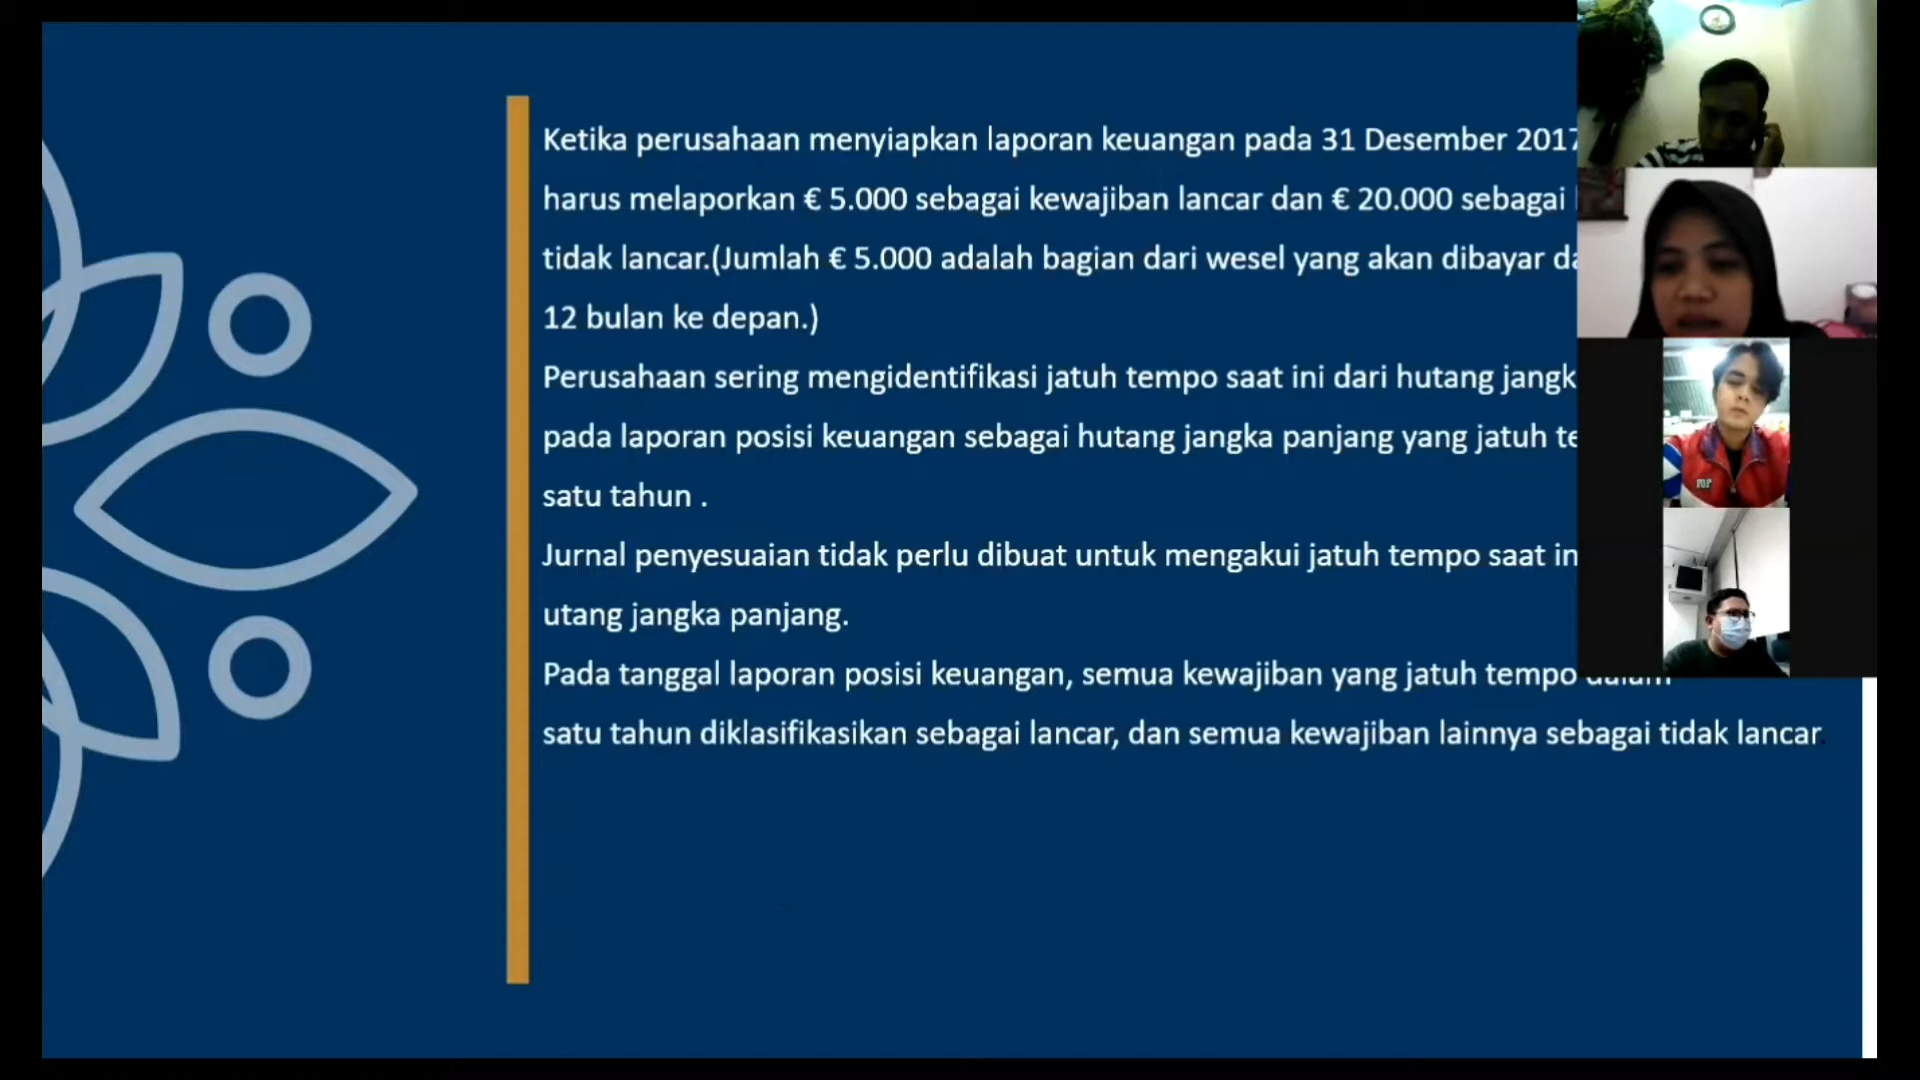 Ketika perusahaan menyiapkan laporan keuangan pada 31 Desember 2017
harus melaporkan € 5.000 sebagai kewajiban lancar dan € 20.000 sebagai
tidak lancar.(Jumlah € 5.000 adalah bagian dari wesel yang akan dibayar
12 bulan ke depan.)
Perusahaan sering mengidentifikasi jatuh tempo saat ini dari hutang
pada laporan posisi keuangan sebagai hutang jangka panjang yang jatuh
satu tahun .
Jurnal penyesuaian tidak perlu dibuat untuk mengakui jatuh tempo saat
utang jangka panjang.
Pada tanggal laporan posisi keuangan, semua kewajiban yang jatuh tempo dalam
satu tahun diklasifikasikan sebagai lancar, dan semua kewajiban lainnya sebagai tidak lancar.